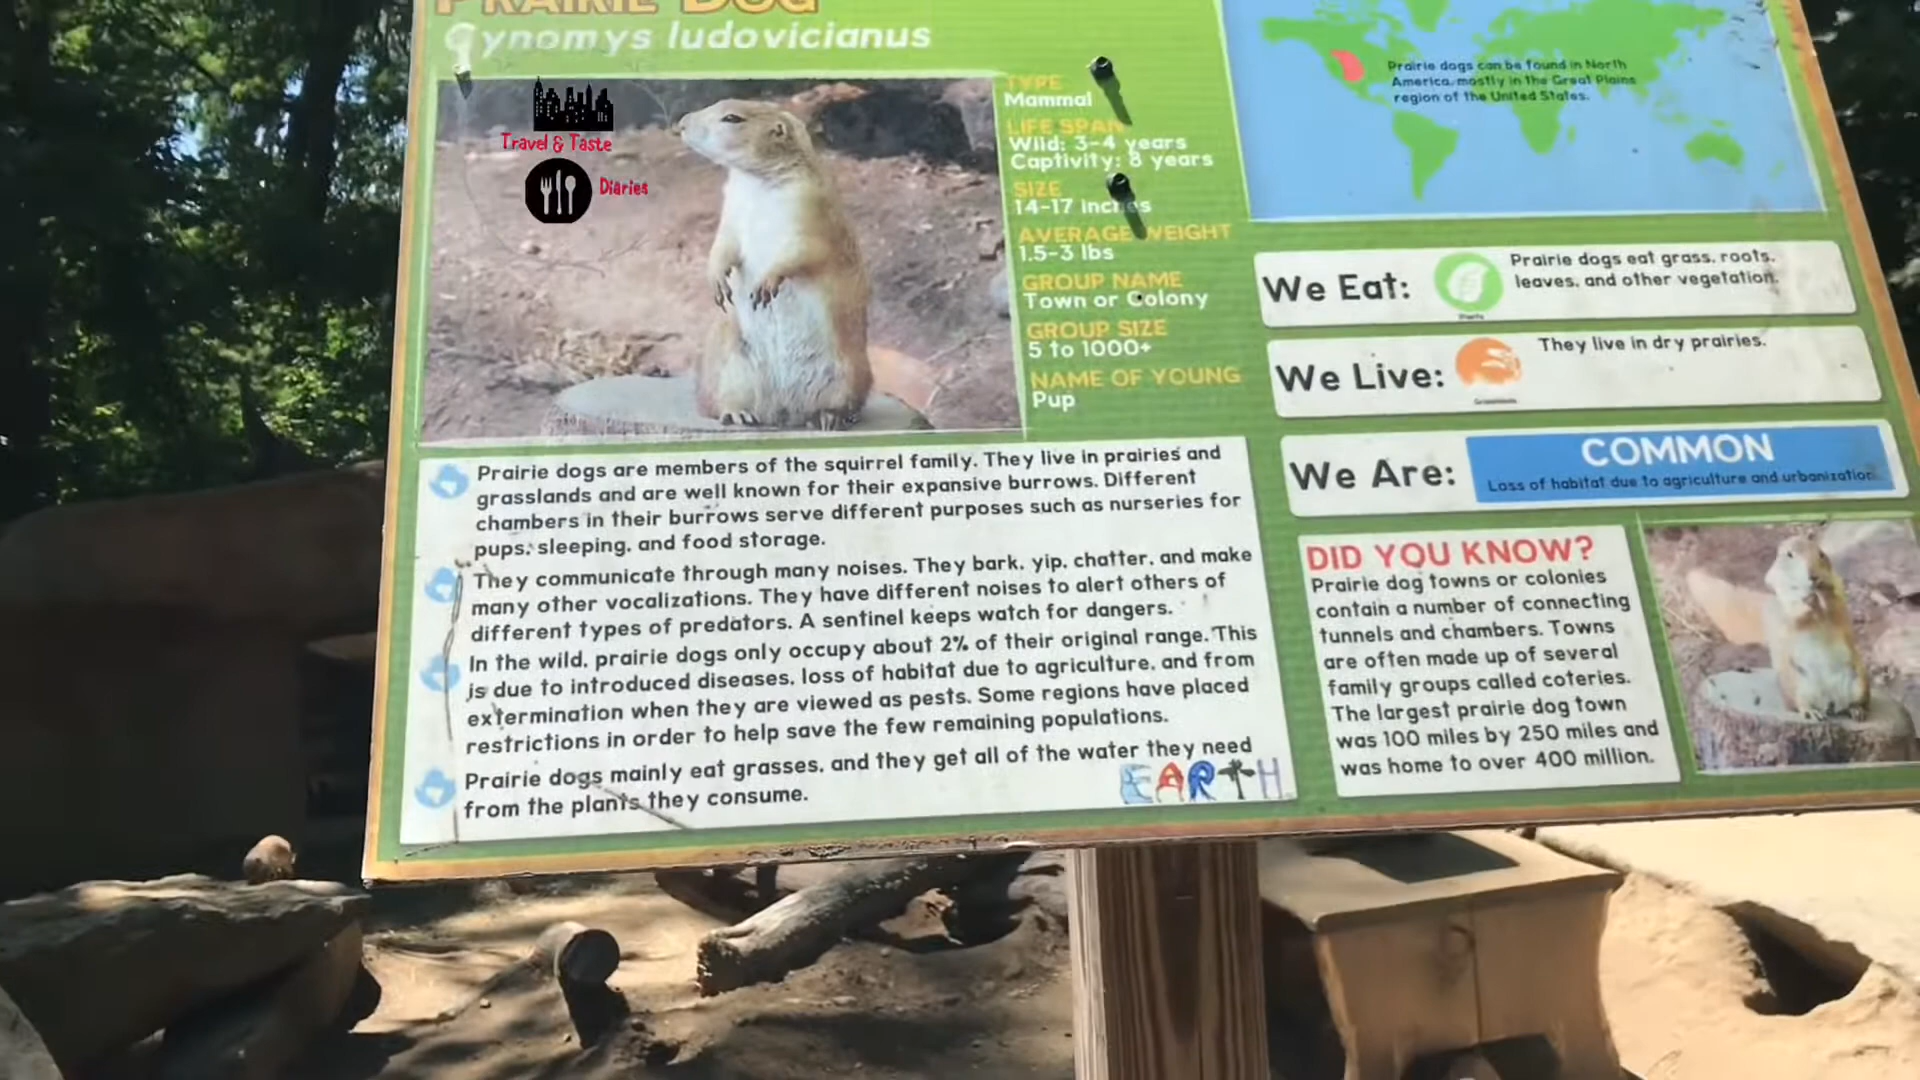 PRAIRIE DOG
Cynomys ludovicianus
Travel & Taste
Diaries
TYPE
Mammal
LIFE SPAN
Wild: 3-4 years
Captivity: 8 years
SIZE
14-17 inches
AVERAGE WEIGHT
1.5-3 lbs
GROUP NAME
Town or Colony
GROUP SIZE
5 to 1000+
NAME OF YOUNG
Pup
Prairie dogs can be found in North
America, mostly in the Great Plains
region of the United States.
We Eat:
Plants
Prairie dogs eat grass, roots,
leaves, and other vegetation.
We Live:
Grasslands
They live in dry prairies.
We Are:
COMMON
Loss of habitat due to agriculture and urbanization
Prairie dogs are members of the squirrel family. They live in prairies and
grasslands and are well known for their expansive burrows. Different
chambers in their burrows serve different purposes such as nurseries for
pups, sleeping, and food storage.
They communicate through many noises. They bark, yip, chatter, and make
many other vocalizations. They have different noises to alert others of
different types of predators. A sentinel keeps watch for dangers.
In the wild, prairie dogs only occupy about 2% of their original range. This
is due to introduced diseases, loss of habitat due to agriculture, and from
extermination when they are viewed as pests. Some regions have placed
restrictions in order to help save the few remaining populations.
Prairie dogs mainly eat grasses, and they get all of the water they need
from the plants they consume.
EARTH
DID YOU KNOW?
Prairie dog towns or colonies
contain a number of connecting
tunnels and chambers. Towns
are often made up of several
family groups called coteries.
The largest prairie dog town
was 100 miles by 250 miles and
was home to over 400 million.